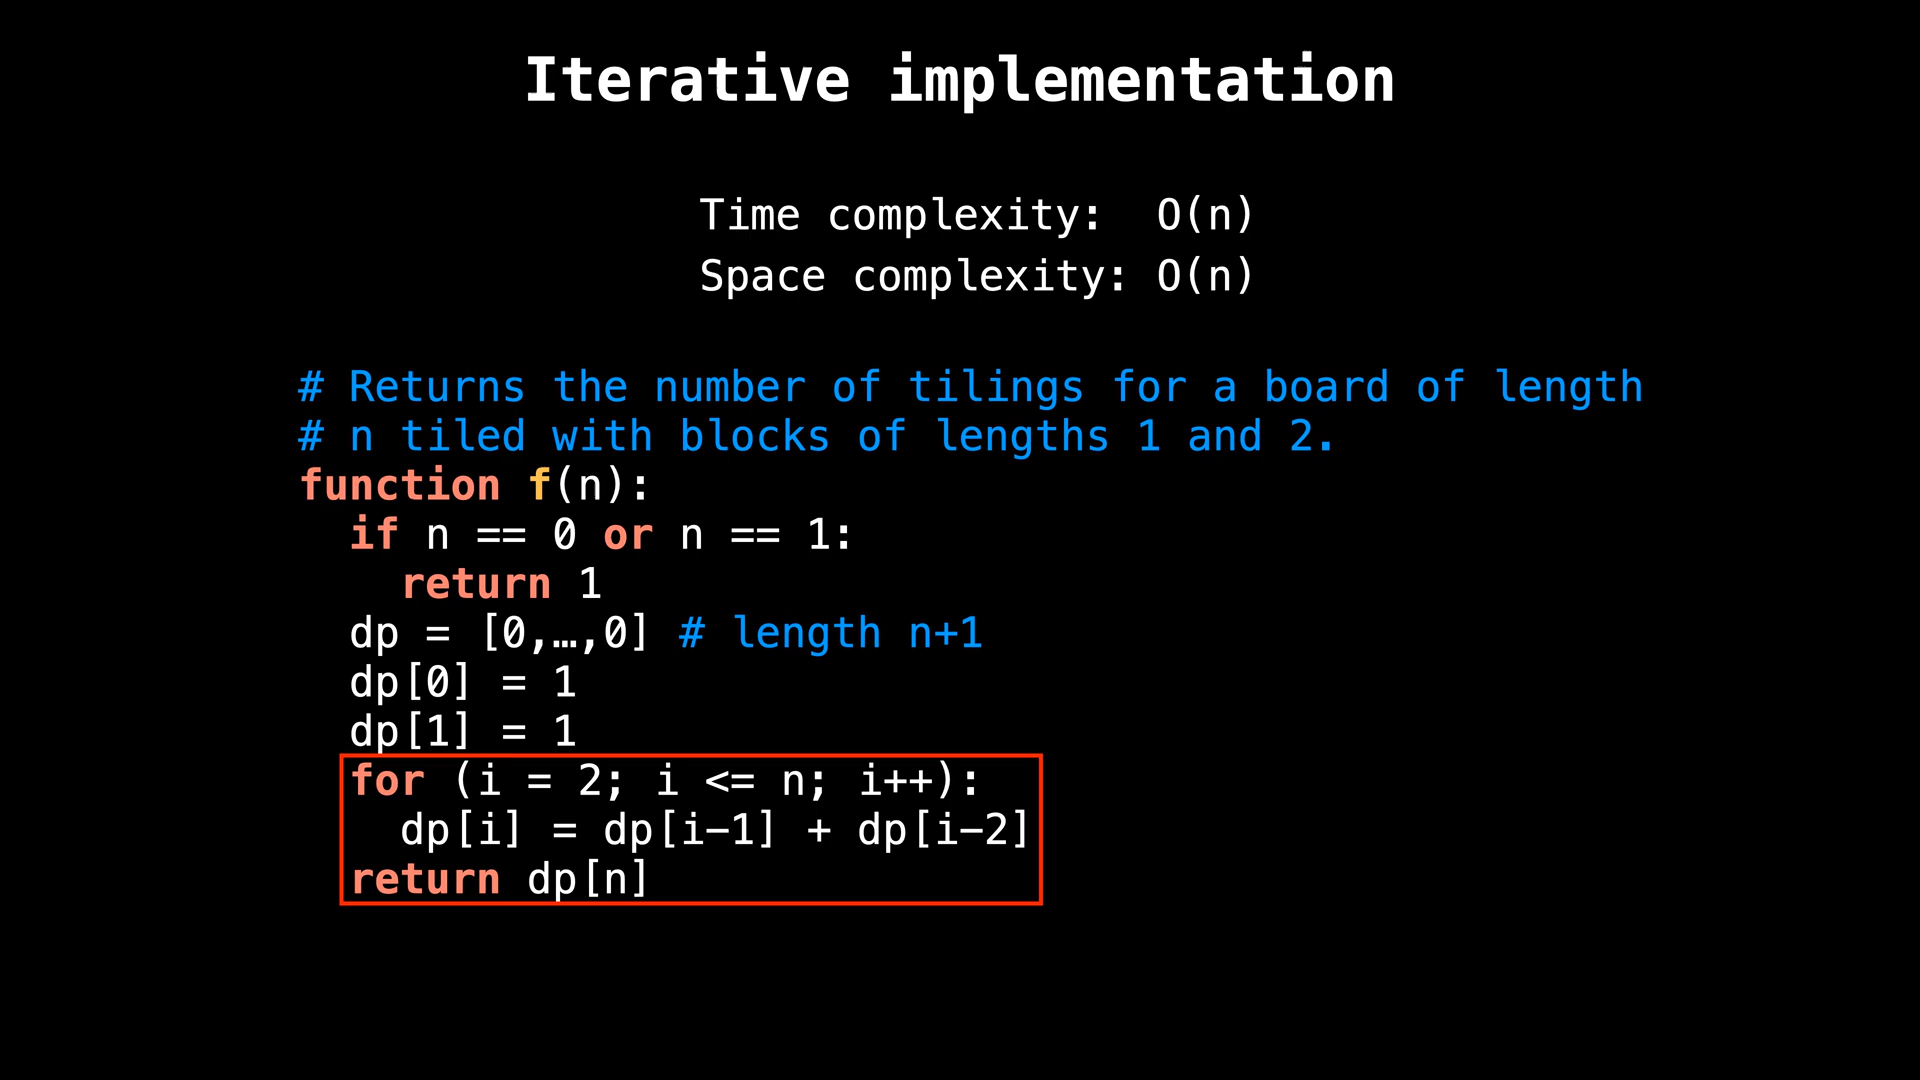 Iterative implementation
Time complexity: O(n)
Space complexity: O(n)
# Returns the number of tilings for a board of length
# n tiled with blocks of lengths 1 and 2.
function f(n):
  if n == 0 or n == 1:
    return 1
  dp = [0,…,0] # length n+1
  dp[0] = 1
  dp[1] = 1
  for (i = 2; i <= n; i++):
    dp[i] = dp[i-1] + dp[i-2]
  return dp[n]